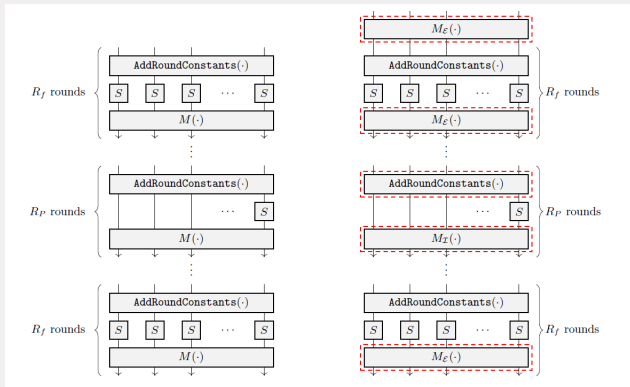 M_ℰ(·)
AddRoundConstants(·)
S S S S ··· S
M(·)
R_f rounds
⋮
AddRoundConstants(·)
··· S
M(·)
R_P rounds
⋮
AddRoundConstants(·)
S S S S ··· S
M(·)
R_f rounds
AddRoundConstants(·)
S S S S ··· S
M_ℰ(·)
R_f rounds
⋮
AddRoundConstants(·)
··· S
M_ℐ(·)
R_P rounds
⋮
AddRoundConstants(·)
S S S S ··· S
M_ℰ(·)
R_f rounds